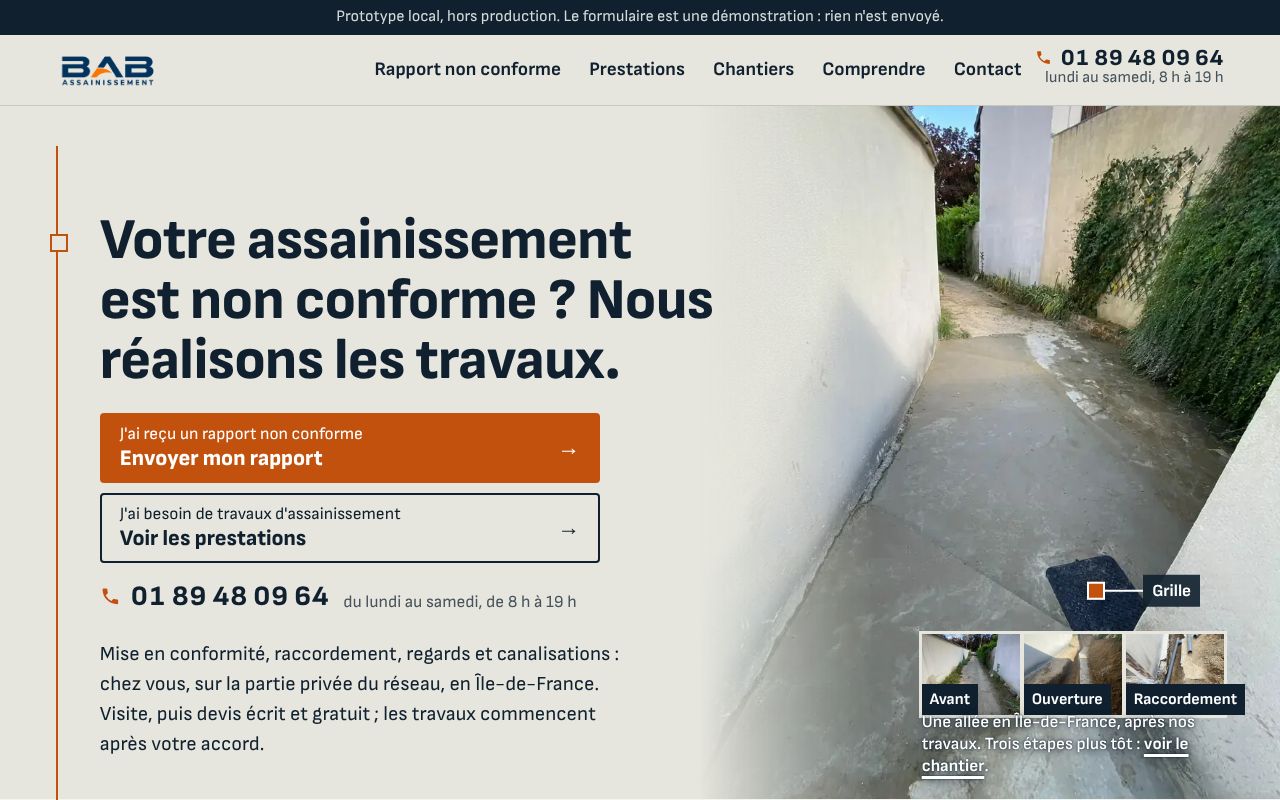 Prototype local, hors production. Le formulaire est une démonstration : rien n'est envoyé.
BAB
ASSAINISSEMENT
Rapport non conforme
Prestations
Chantiers
Comprendre
Contact
01 89 48 09 64
lundi au samedi, 8 h à 19 h
Votre assainissement
est non conforme ? Nous
réalisons les travaux.
J'ai reçu un rapport non conforme
Envoyer mon rapport
→
J'ai besoin de travaux d'assainissement
Voir les prestations
→
01 89 48 09 64
du lundi au samedi, de 8 h à 19 h
Mise en conformité, raccordement, regards et canalisations :
chez vous, sur la partie privée du réseau, en Île-de-France.
Visite, puis devis écrit et gratuit ; les travaux commencent
après votre accord.
Grille
Avant
Ouverture
Raccordement
Une allée en Île-de-France, après nos
travaux. Trois étapes plus tôt : voir le
chantier.